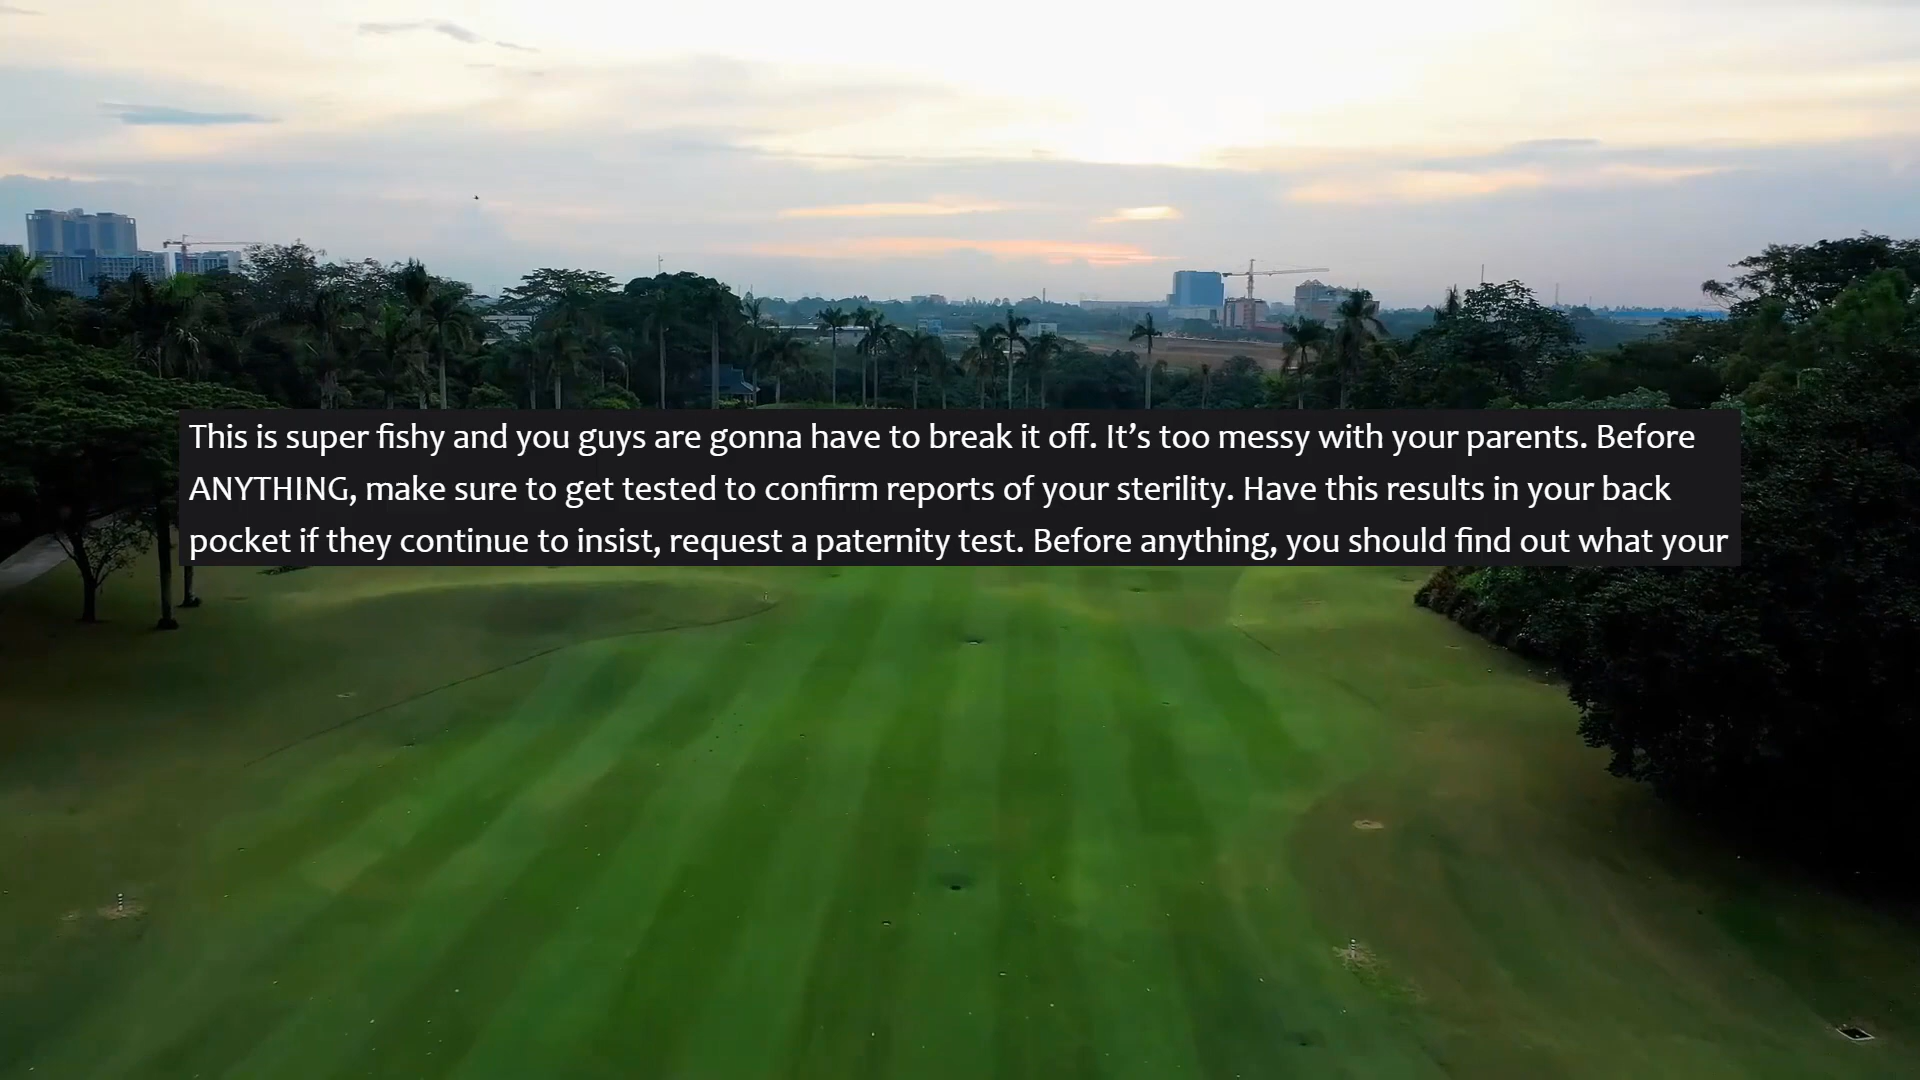 This is super fishy and you guys are gonna have to break it off. It’s too messy with your parents. Before
ANYTHING, make sure to get tested to confirm reports of your sterility. Have this results in your back
pocket if they continue to insist, request a paternity test. Before anything, you should find out what your